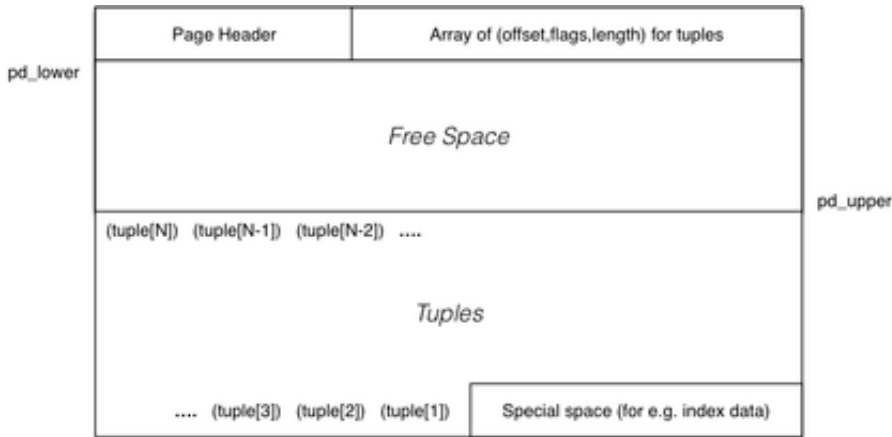 Page Header
Array of (offset,flags,length) for tuples
pd_lower
Free Space
pd_upper
(tuple[N]) (tuple[N-1]) (tuple[N-2]) ....
Tuples
.... (tuple[3]) (tuple[2]) (tuple[1])
Special space (for e.g. index data)